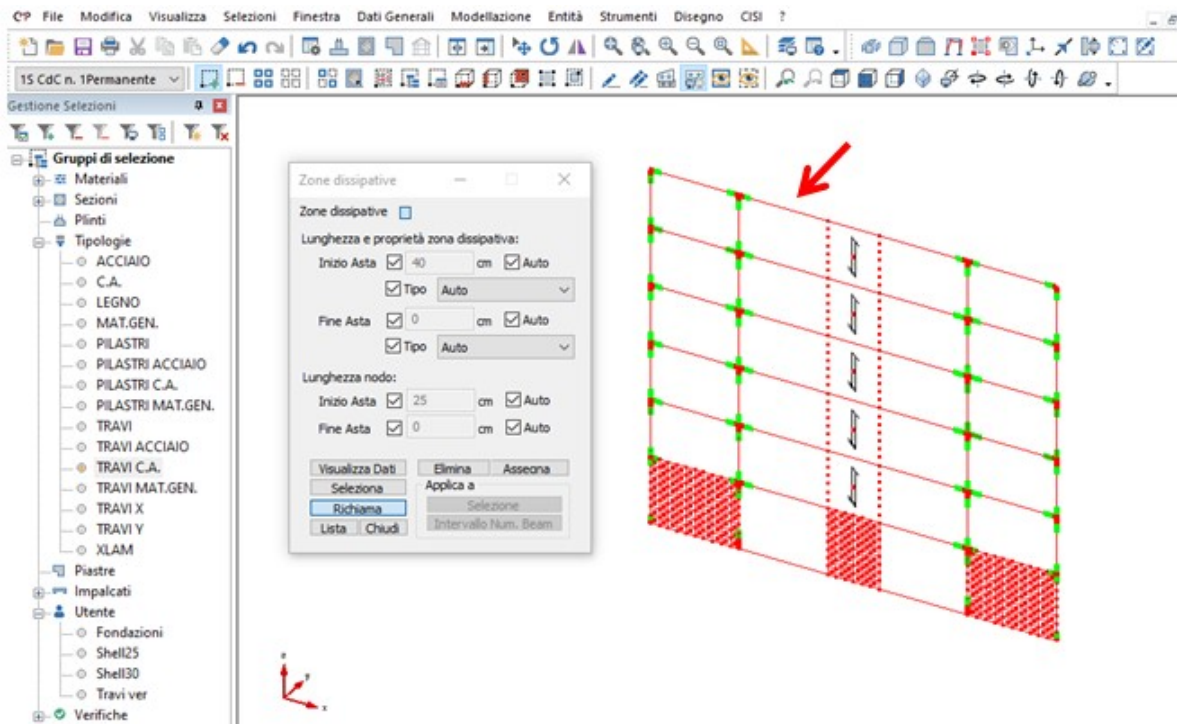 File Modifica Visualizza Selezioni Finestra Dati Generali Modellazione Entità Strumenti Disegno CISI ?
1S CdC n. 1Permanente
Gestione Selezioni
Gruppi di selezione
Materiali
Sezioni
Plinti
Tipologie
ACCIAIO
C.A.
LEGNO
MAT.GEN.
PILASTRI
PILASTRI ACCIAIO
PILASTRI C.A.
PILASTRI MAT.GEN.
TRAVI
TRAVI ACCIAIO
TRAVI C.A.
TRAVI MAT.GEN.
TRAVI X
TRAVI Y
XLAM
Piastre
Impalcati
Utente
Fondazioni
Shell25
Shell30
Travi ver
Verifiche
Zone dissipative
Zone dissipative
Lunghezza e proprietà zona dissipativa:
Inizio Asta 40 cm Auto
Tipo Auto
Fine Asta 0 cm Auto
Tipo Auto
Lunghezza nodo:
Inizio Asta 25 cm Auto
Fine Asta 0 cm Auto
Visualizza Dati Elimina Assegna
Seleziona Applica a
Richiama Selezione
Lista Chiudi Intervallo Num. Beam
z
y
x